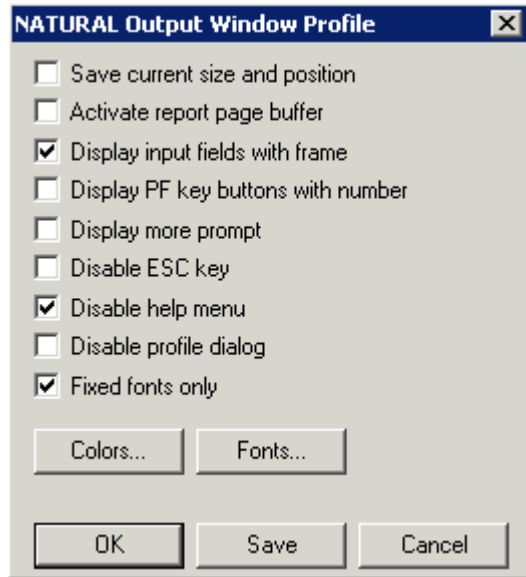 NATURAL Output Window Profile
Save current size and position
Activate report page buffer
Display input fields with frame
Display PF key buttons with number
Display more prompt
Disable ESC key
Disable help menu
Disable profile dialog
Fixed fonts only
Colors... Fonts...
OK Save Cancel